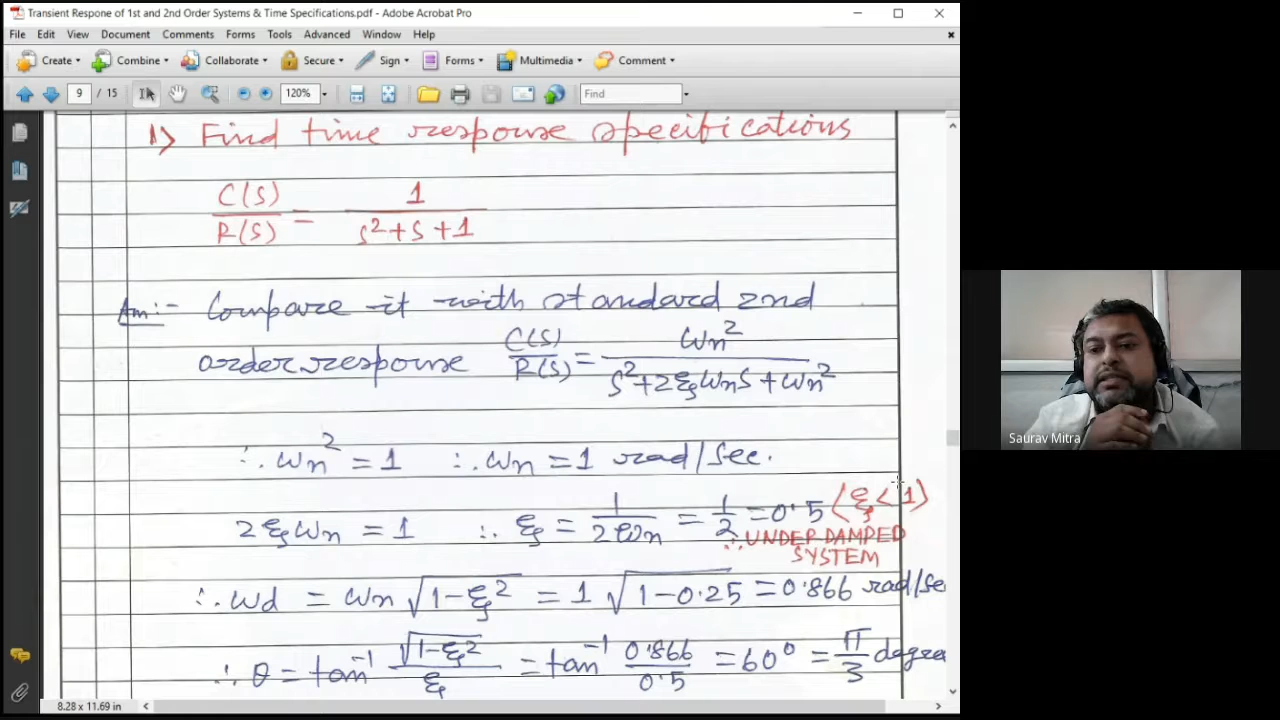 Transient Respone of 1st and 2nd Order Systems & Time Specifications.pdf - Adobe Acrobat Pro
File Edit View Document Comments Forms Tools Advanced Window Help
Create Combine Collaborate Secure Sign Forms Multimedia Comment
9 / 15 120% Find
1) Find time response specifications
C(S)/R(S) = 1/(s²+s+1)
Ans:- Compare it with standard 2nd
order response C(S)/R(S) = ωn²/(s²+2ξωns+ωn²)
∴ ωn² = 1 ∴ ωn = 1 rad/sec.
2ξωn = 1 ∴ ξ = 1/2ωn = 1/2 = 0.5 (ξ < 1)
∴ UNDER DAMPED
SYSTEM
∴ ωd = ωn √(1-ξ²) = 1 √(1-0.25) = 0.866 rad/se
∴ θ = tan⁻¹ √(1-ξ²)/ξ = tan⁻¹ 0.866/0.5 = 60° = π/3 degree
8.28 x 11.69 in
Saurav Mitra